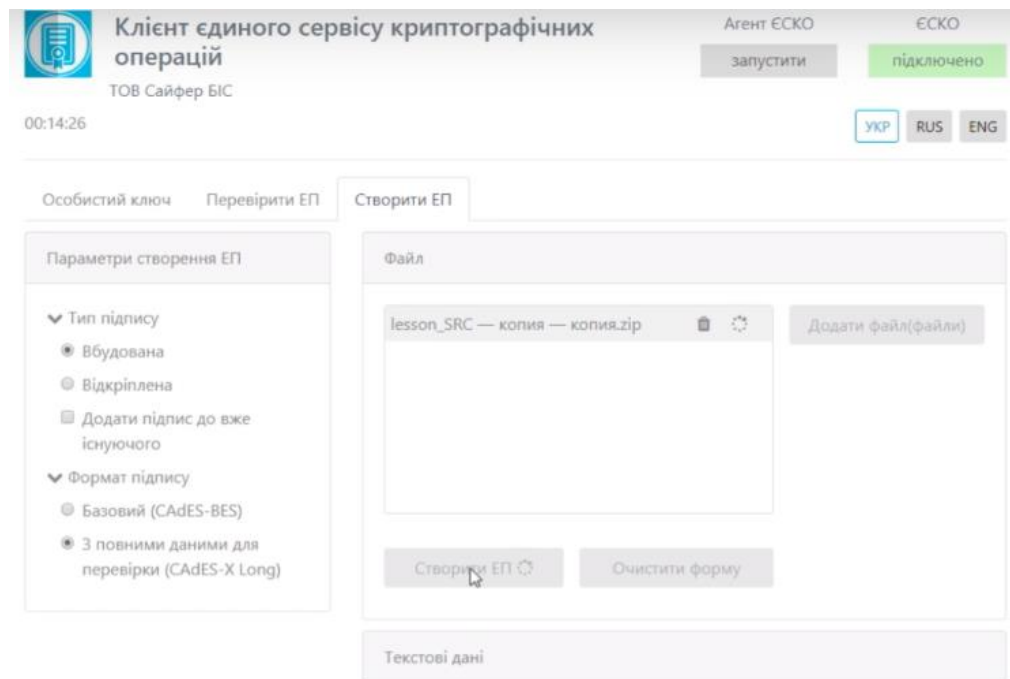 Клієнт єдиного сервісу криптографічних
операцій
ТОВ Сайфер БІС
Агент ЄСКО
запустити
ЄСКО
підключено
00:14:26
УКР RUS ENG
Особистий ключ Перевірити ЕП Створити ЕП
Параметри створення ЕП
Тип підпису
Вбудована
Відкріплена
Додати підпис до вже
існуючого
Формат підпису
Базовий (CAdES-BES)
З повними даними для
перевірки (CAdES-X Long)
Файл
lesson_SRC — копия — копия.zip
Додати файл(файли)
Створити ЕП
Очистити форму
Текстові дані